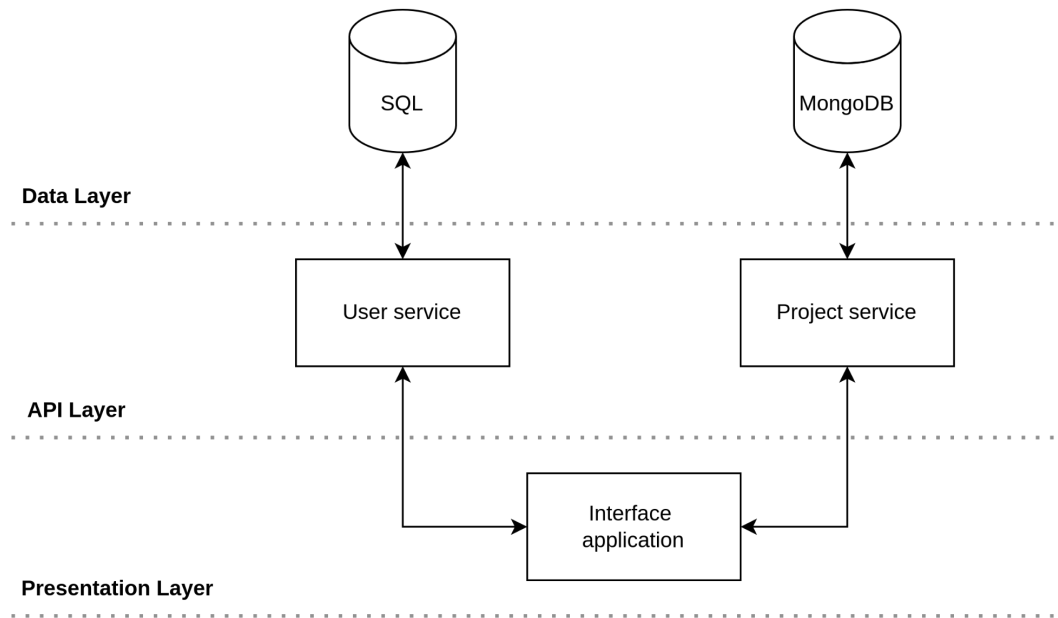 SQL
MongoDB
Data Layer
User service
Project service
API Layer
Interface
application
Presentation Layer